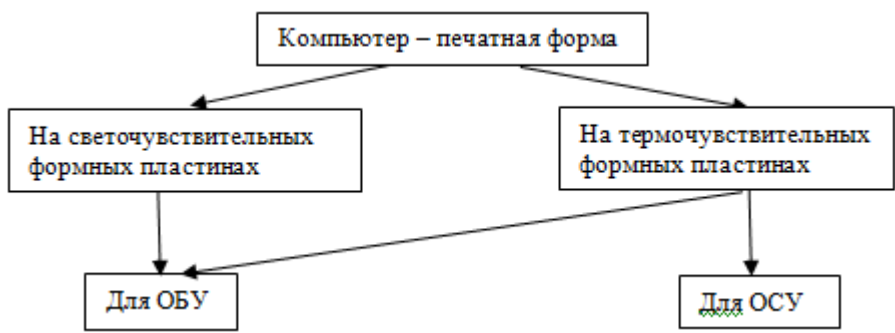 Компьютер – печатная форма
На светочувствительных
формных пластинах
На термочувствительных
формных пластинах
Для ОБУ
Для ОСУ